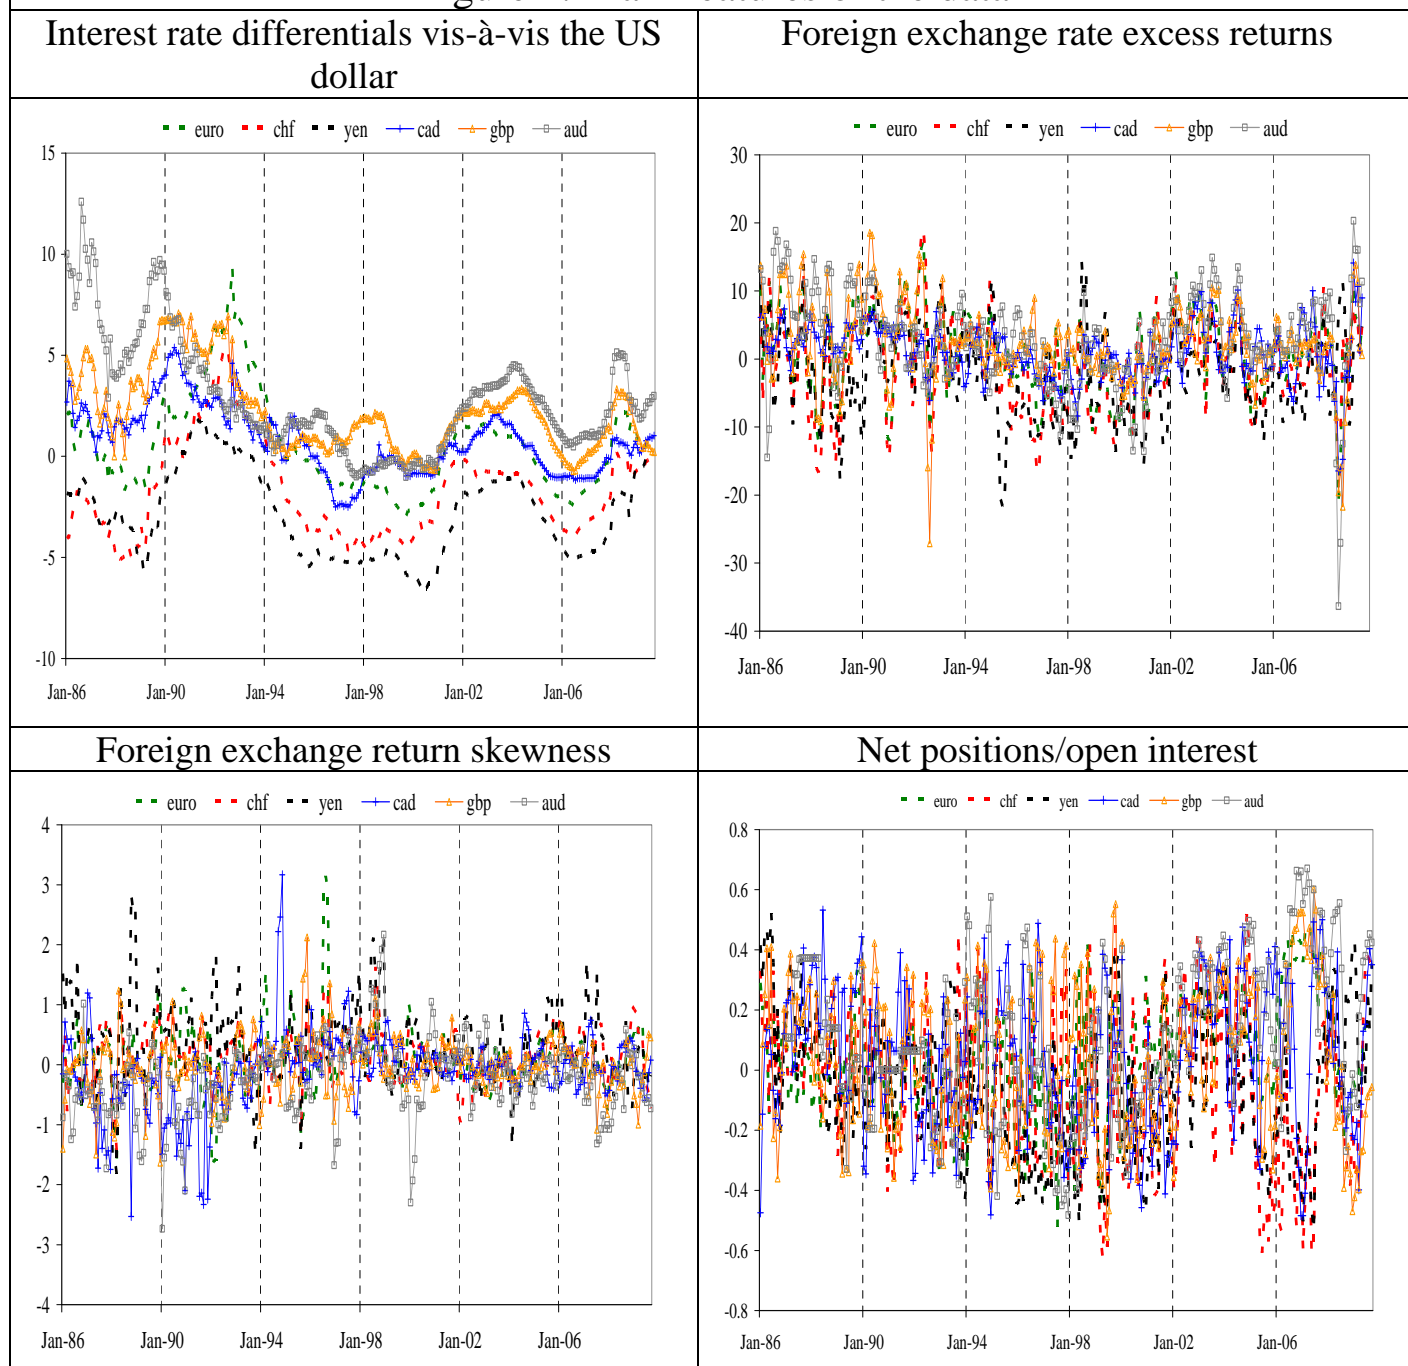 Interest rate differentials vis-à-vis the US
dollar
Foreign exchange rate excess returns
euro chf yen cad gbp aud
15
10
5
0
-5
-10
Jan-86 Jan-90 Jan-94 Jan-98 Jan-02 Jan-06
euro chf yen cad gbp aud
30
20
10
0
-10
-20
-30
-40
Jan-86 Jan-90 Jan-94 Jan-98 Jan-02 Jan-06
Foreign exchange return skewness
Net positions/open interest
euro chf yen cad gbp aud
4
3
2
1
0
-1
-2
-3
-4
Jan-86 Jan-90 Jan-94 Jan-98 Jan-02 Jan-06
euro chf yen cad gbp aud
0.8
0.6
0.4
0.2
0
-0.2
-0.4
-0.6
-0.8
Jan-86 Jan-90 Jan-94 Jan-98 Jan-02 Jan-06